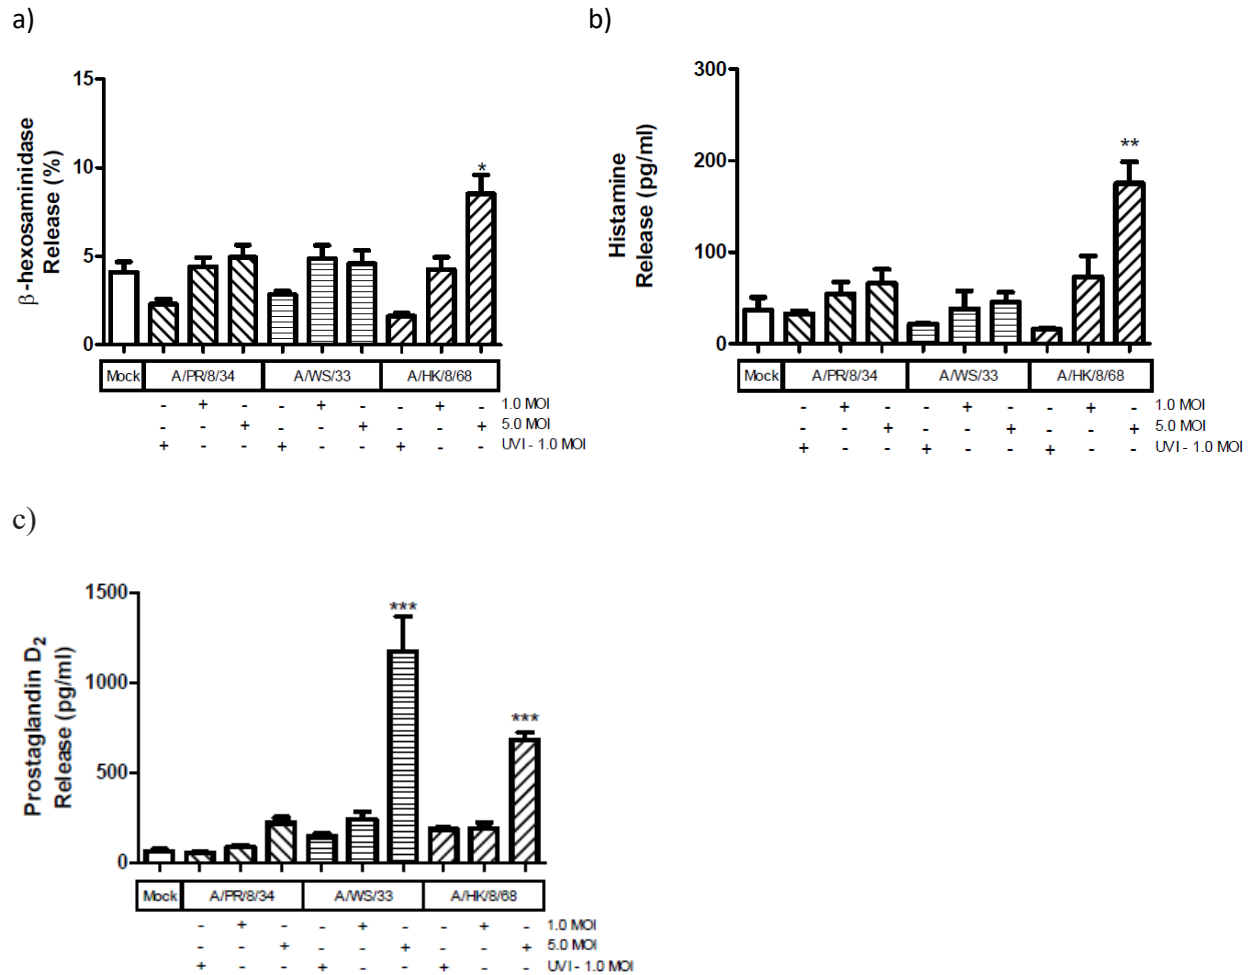 a)
β-hexosaminidase
Release (%)
15
10
5
0
*
Mock A/PR/8/34 A/WS/33 A/HK/8/68
- + - - + - - + - 1.0 MOI
- - + - - + - - + 5.0 MOI
+ - - + - - + - - UVI - 1.0 MOI
b)
Histamine
Release (pg/ml)
300
200
100
0
**
Mock A/PR/8/34 A/WS/33 A/HK/8/68
- + - - + - - + - 1.0 MOI
- - + - - + - - + 5.0 MOI
+ - - + - - + - - UVI - 1.0 MOI
c)
Prostaglandin D2
Release (pg/ml)
1500
1000
500
0
***
***
Mock A/PR/8/34 A/WS/33 A/HK/8/68
- + - - + - - + - 1.0 MOI
- - + - - + - - + 5.0 MOI
+ - - + - - + - - UVI - 1.0 MOI